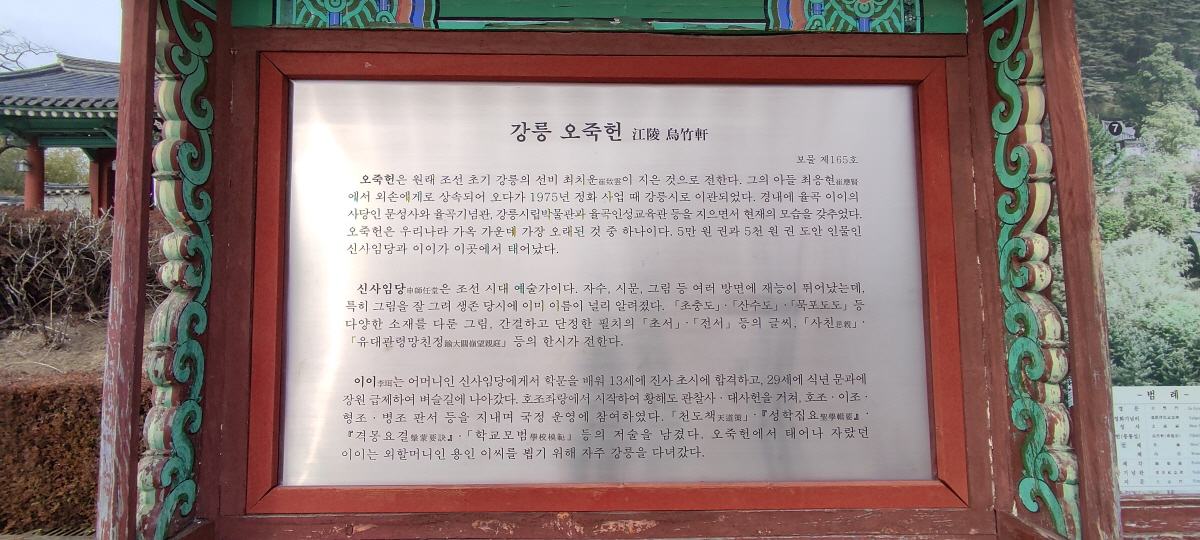 강릉 오죽헌 江陵 烏竹軒
보물 제165호
오죽헌은 원래 조선 초기 강릉의 선비 최치운崔致雲이 지은 것으로 전한다. 그의 아들 최응현崔應賢
에서 외손에게로 상속되어 오다가 1975년 정화 사업 때 강릉시로 이관되었다. 경내에 율곡 이이의
사당인 문성사와 율곡기념관, 강릉시립박물관과 율곡인성교육관 등을 지으면서 현재의 모습을 갖추었다.
오죽헌은 우리나라 가옥 가운데 가장 오래된 것 중 하나이다. 5만 원 권과 5천 원 권 도안 인물인
신사임당과 이이가 이곳에서 태어났다.
신사임당申師任堂은 조선 시대 예술가이다. 자수, 시문, 그림 등 여러 방면에 재능이 뛰어났는데,
특히 그림을 잘 그려 생존 당시에 이미 이름이 널리 알려졌다. 「초충도」·「산수도」·「묵포도도」 등
다양한 소재를 다룬 그림, 간결하고 단정한 필치의 「초서」·「전서」 등의 글씨, 「사친思親」·
「유대관령망친정踰大關嶺望親庭」 등의 한시가 전한다.
이이李珥는 어머니인 신사임당에게서 학문을 배워 13세에 진사 초시에 합격하고, 29세에 식년 문과에
장원 급제하여 벼슬길에 나아갔다. 호조좌랑에서 시작하여 황해도 관찰사 · 대사헌을 거쳐, 호조 · 이조 ·
형조 · 병조 판서 등을 지내며 국정 운영에 참여하였다. 「천도책天道策」·『성학집요聖學輯要』·
『격몽요결擊蒙要訣』·「학교모범學校模範」 등의 저술을 남겼다. 오죽헌에서 태어나 자랐던
이이는 외할머니인 용인 이씨를 뵙기 위해 자주 강릉을 다녀갔다.
7
범례